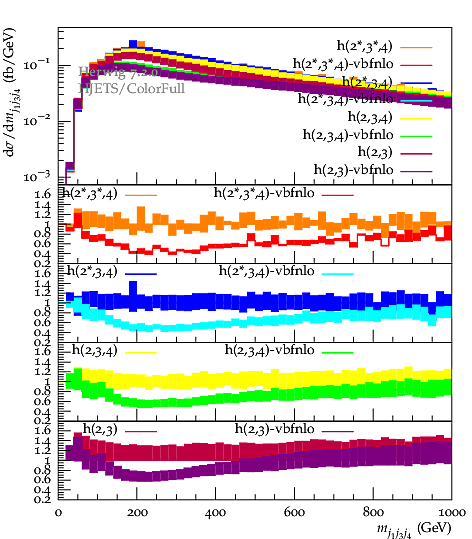 dσ/dm_{j1j3j4} (fb/GeV)
10^{-1}
10^{-2}
10^{-3}
Herwig 7.2.0
HJETS/ColorFull
h(2*,3*,4)
h(2*,3*,4)-vbfnlo
h(2*,3,4)
h(2*,3,4)-vbfnlo
h(2,3,4)
h(2,3,4)-vbfnlo
h(2,3)
h(2,3)-vbfnlo
h(2*,3*,4) h(2*,3*,4)-vbfnlo
1.6
1.4
1.2
1
0.8
0.6
0.4
0.2
h(2*,3,4) h(2*,3,4)-vbfnlo
1.6
1.4
1.2
1
0.8
0.6
0.4
0.2
h(2,3,4) h(2,3,4)-vbfnlo
1.6
1.4
1.2
1
0.8
0.6
0.4
0.2
h(2,3) h(2,3)-vbfnlo
1.6
1.4
1.2
1
0.8
0.6
0.4
0.2
0 200 400 600 800 1000
m_{j1j3j4} (GeV)